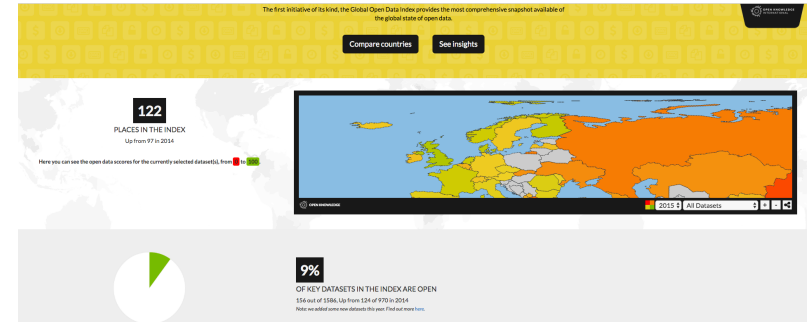 The first initiative of its kind, the Global Open Data Index provides the most comprehensive snapshot available of
the global state of open data.
OPEN KNOWLEDGE
INTERNATIONAL
Compare countries
See insights
122
PLACES IN THE INDEX
Up from 97 in 2014
Here you can see the open data scores for the currently selected dataset(s), from 0 to 100.
OPEN KNOWLEDGE
2015
All Datasets
+
-
9%
OF KEY DATASETS IN THE INDEX ARE OPEN
156 out of 1586, Up from 124 of 970 in 2014
Note: we added some new datasets this year. Find out more here.